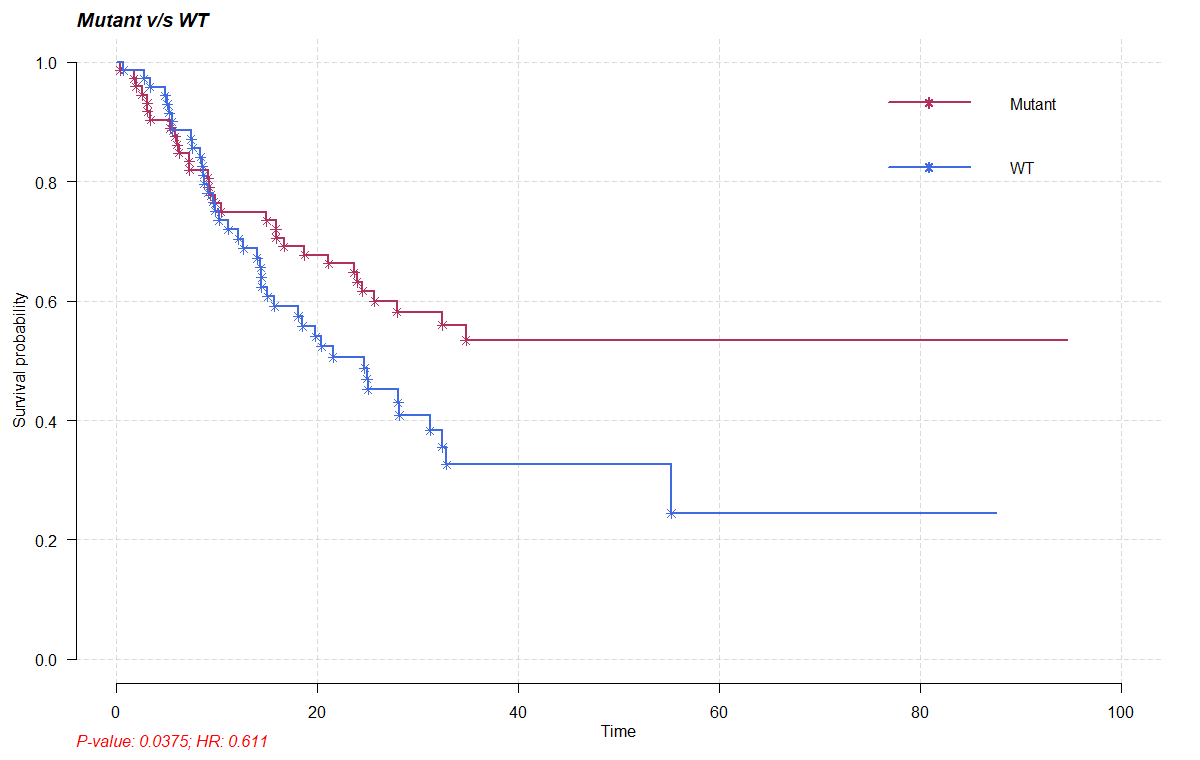 Mutant v/s WT
Survival probability
1.0
0.8
0.6
0.4
0.2
0.0
Mutant
WT
0 20 40 60 80 100
Time
P-value: 0.0375; HR: 0.611